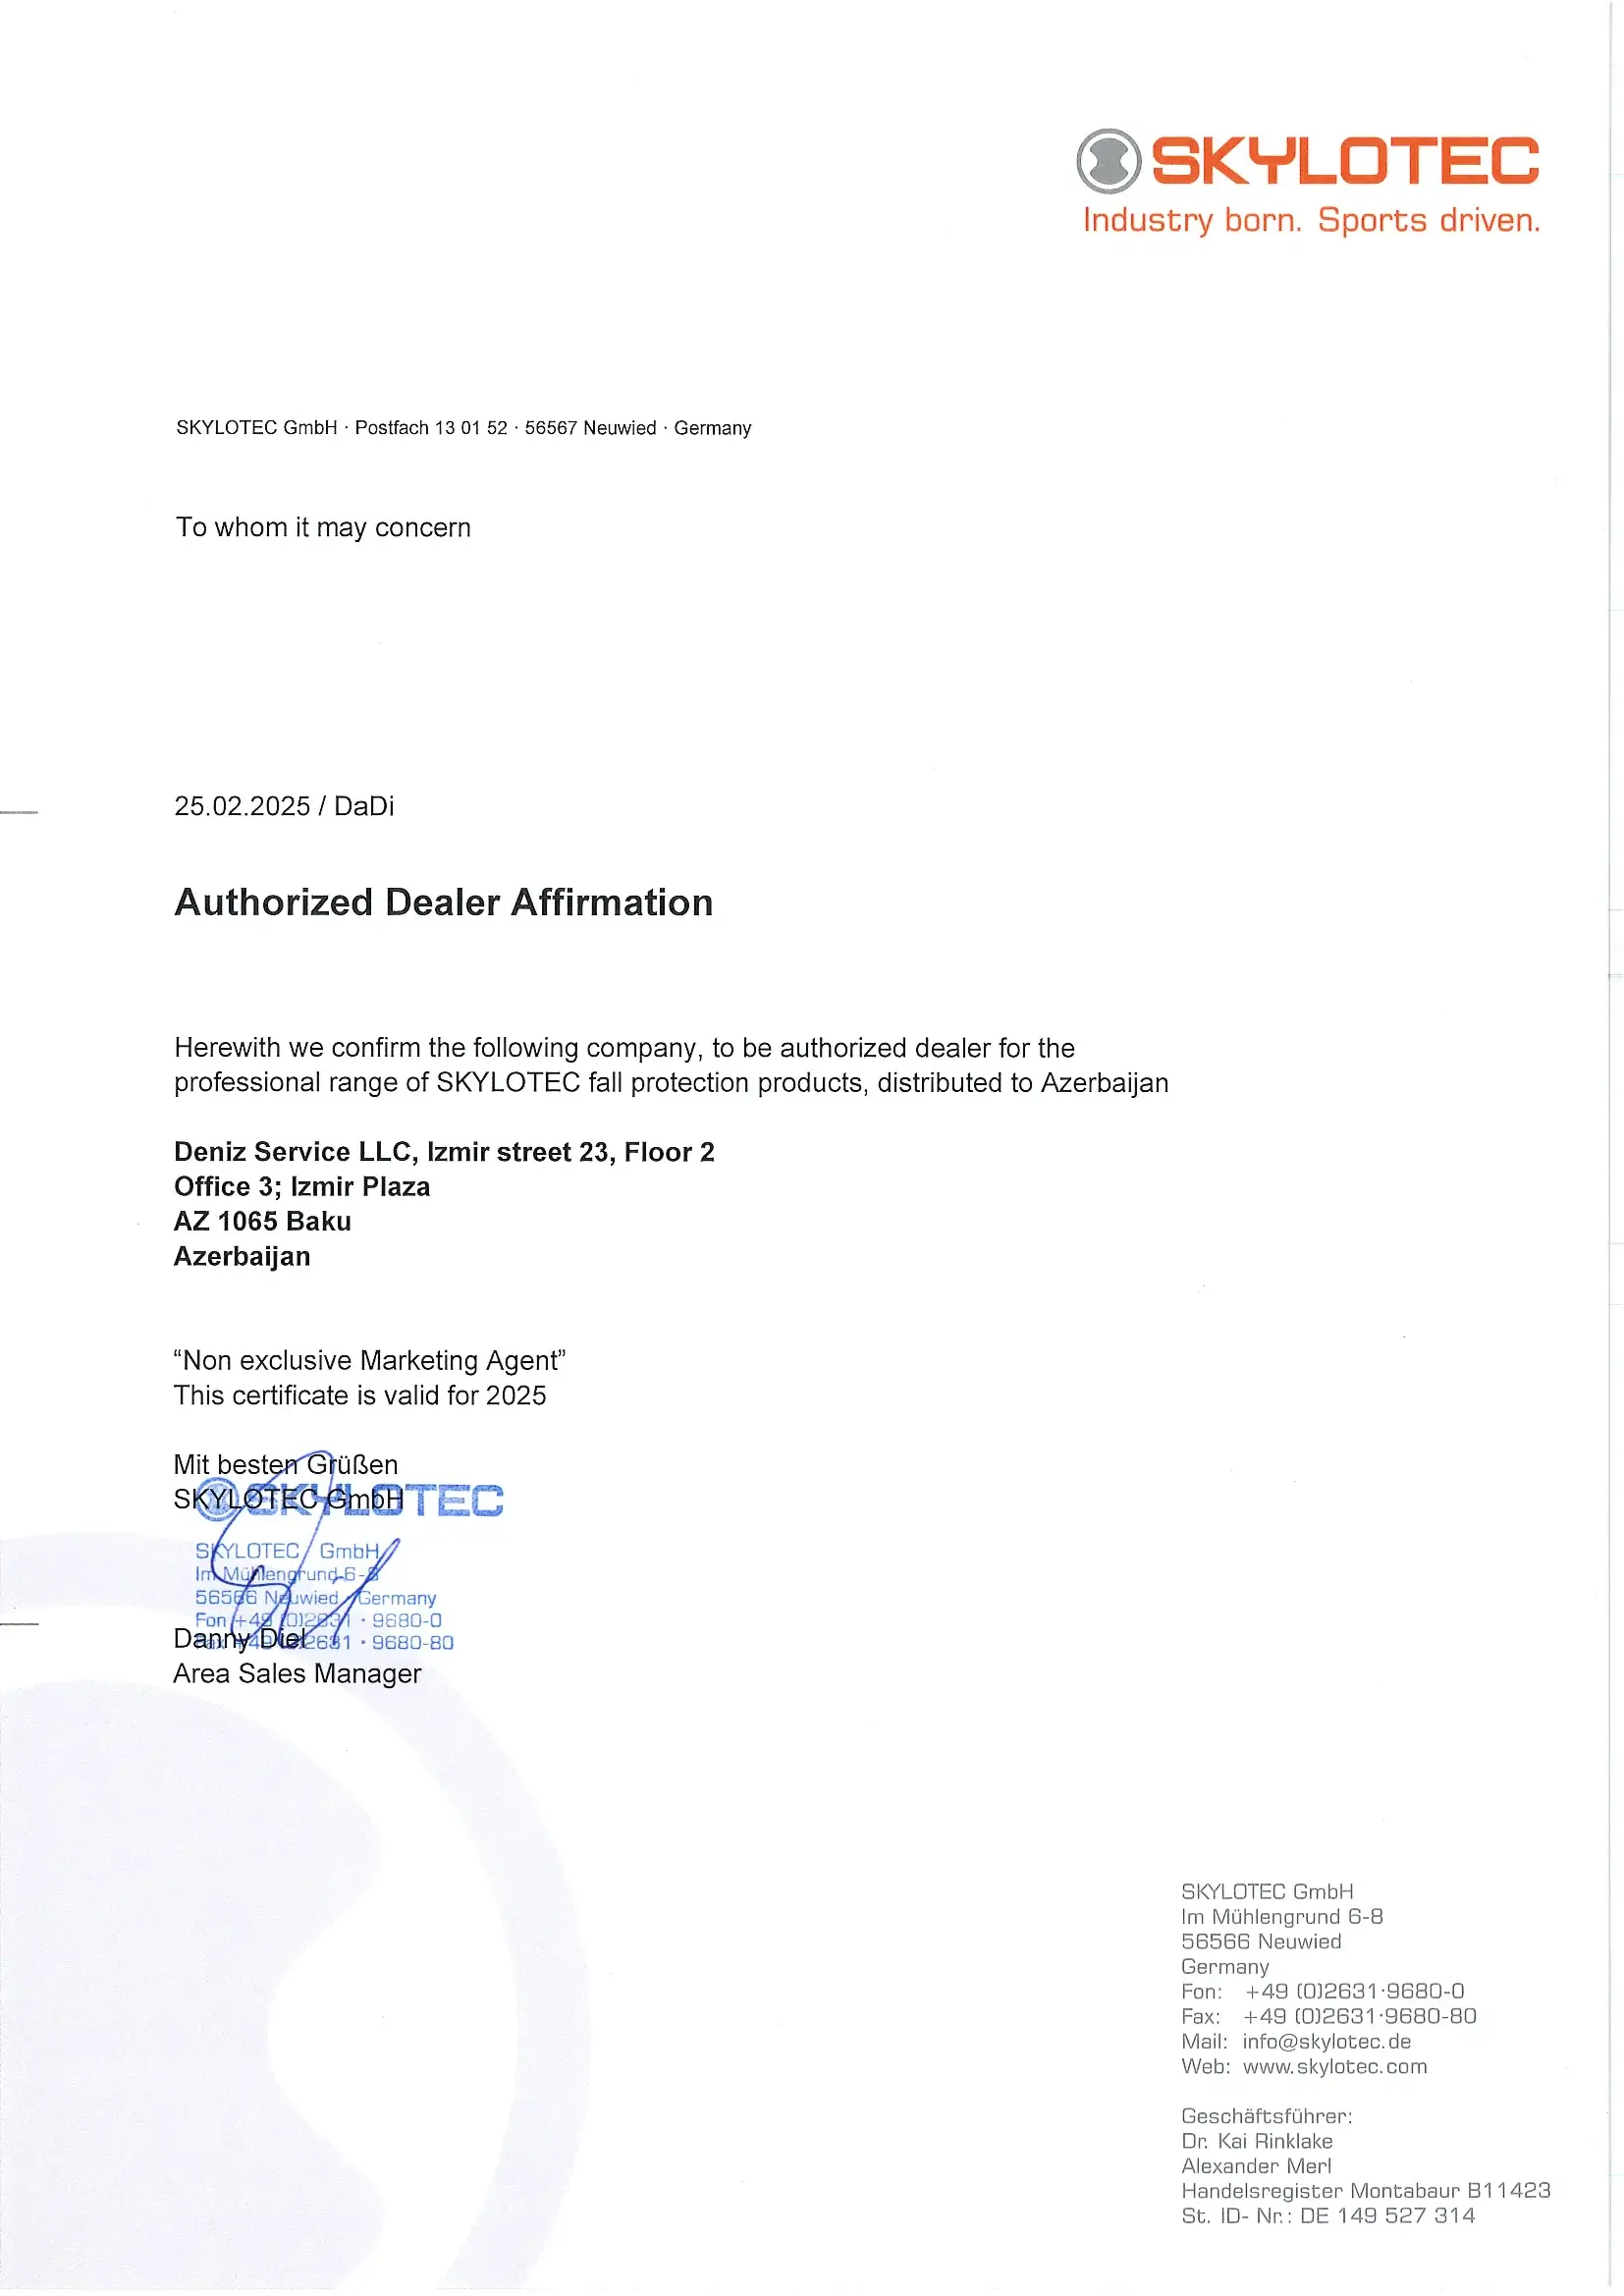 SKYLOTEC
Industry born. Sports driven.
SKYLOTEC GmbH · Postfach 13 01 52 · 56567 Neuwied · Germany
To whom it may concern
25.02.2025 / DaDi
Authorized Dealer Affirmation
Herewith we confirm the following company, to be authorized dealer for the
professional range of SKYLOTEC fall protection products, distributed to Azerbaijan
Deniz Service LLC, Izmir street 23, Floor 2
Office 3; Izmir Plaza
AZ 1065 Baku
Azerbaijan
“Non exclusive Marketing Agent”
This certificate is valid for 2025
Mit besten Grüßen
SKYLOTEC GmbH
SKYLOTEC
SKYLOTEC GmbH
Im Mühlengrund 6-8
56566 Neuwied · Germany
Fon +49 (0)2631 · 9680-0
Fax +49 (0)2631 · 9680-80
Danny Diel
Area Sales Manager
SKYLOTEC GmbH
Im Mühlengrund 6-8
56566 Neuwied
Germany
Fon: +49 (0)2631·9680-0
Fax: +49 (0)2631·9680-80
Mail: info@skylotec.de
Web: www.skylotec.com
Geschäftsführer:
Dr. Kai Rinklake
Alexander Merl
Handelsregister Montabaur B11423
St. ID- Nr.: DE 149 527 314